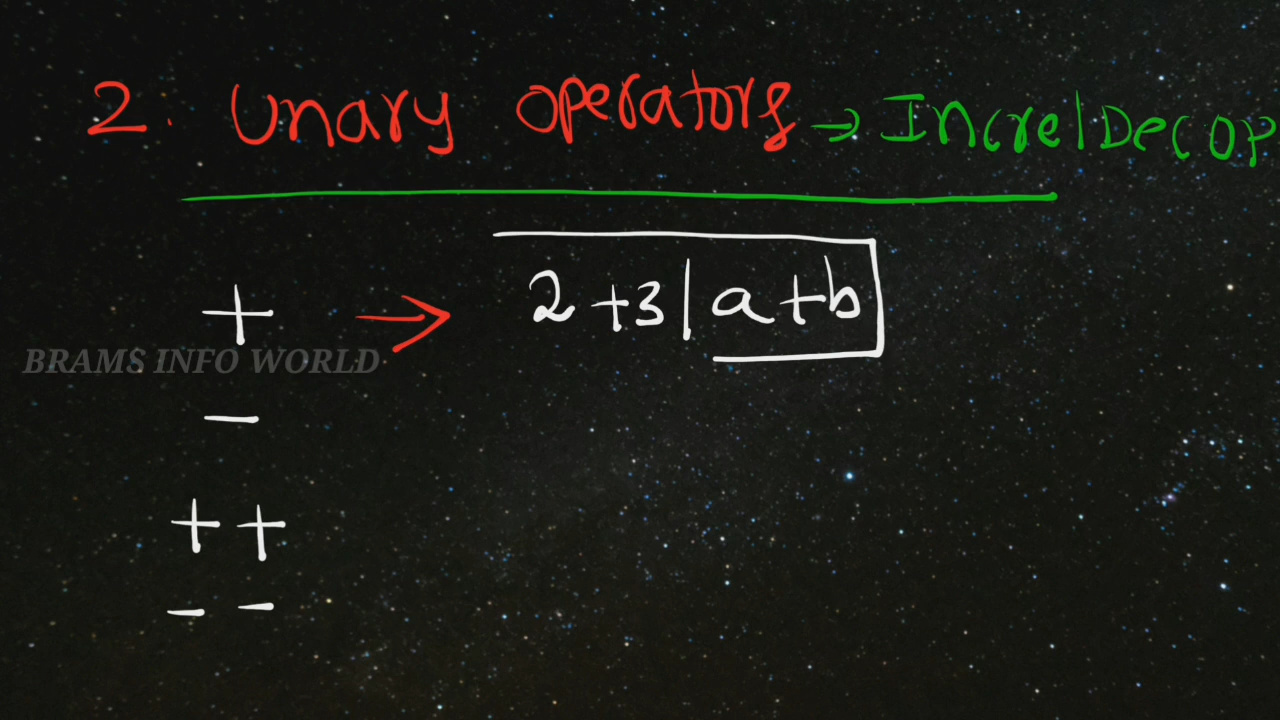 2. Unary operators → Incre|Dec Op
+ → 2+3|a+b
BRAMS INFO WORLD
-
++
--